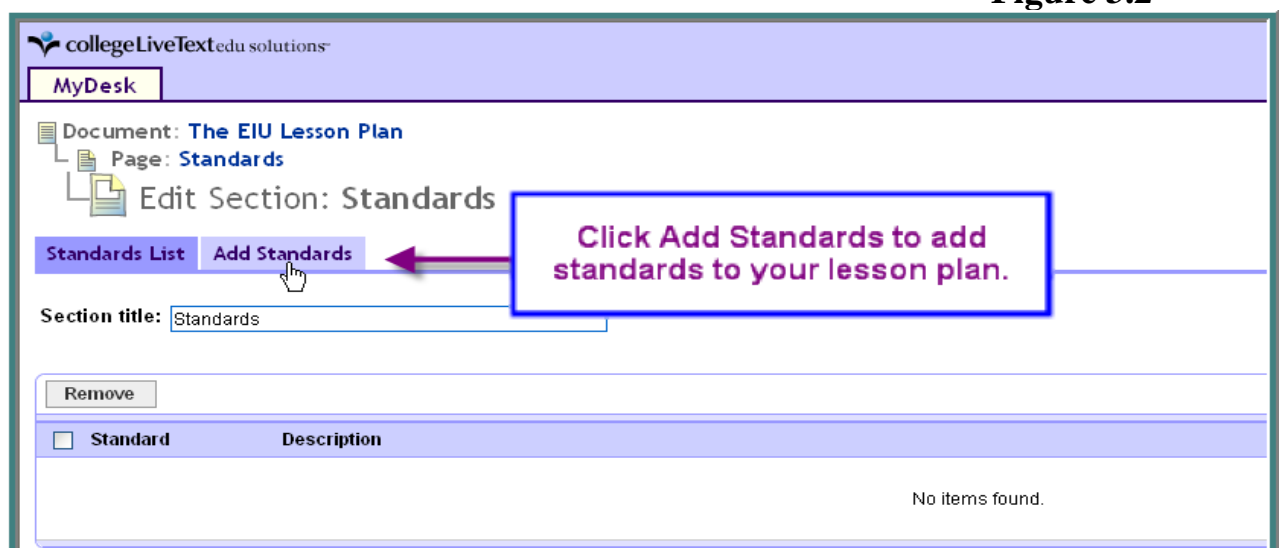 Figure 3.2
collegeLiveText edu solutions
MyDesk
Document: The EIU Lesson Plan
Page: Standards
Edit Section: Standards
Click Add Standards to add
standards to your lesson plan.
Standards List Add Standards
Section title: Standards
Remove
Standard Description
No items found.